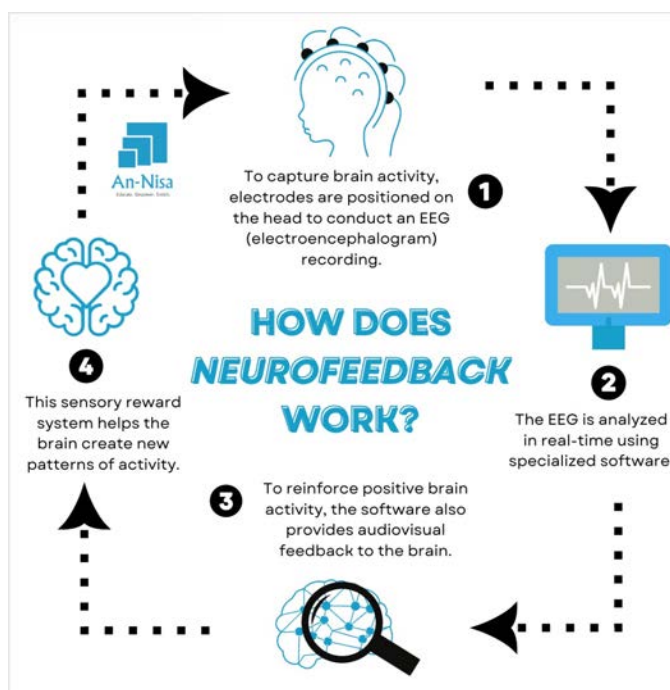 To capture brain activity,
electrodes are positioned on
the head to conduct an EEG
(electroencephalogram)
recording.
1
An-Nisa
HOW DOES
NEUROFEEDBACK
WORK?
2
The EEG is analyzed
in real-time using
specialized software
3
To reinforce positive brain
activity, the software also
provides audiovisual
feedback to the brain.
4
This sensory reward
system helps the
brain create new
patterns of activity.